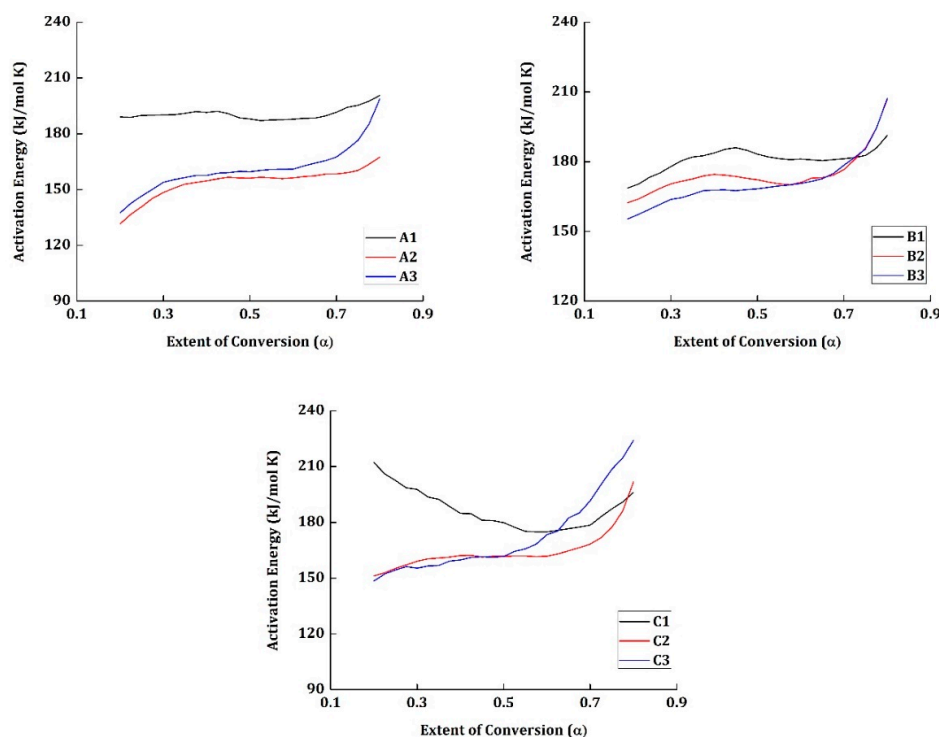 240
210
180
150
120
90
Activation Energy (kJ/mol K)
A1
A2
A3
0.1 0.3 0.5 0.7 0.9
Extent of Conversion (α)
240
210
180
150
120
Activation Energy (kJ/mol K)
B1
B2
B3
0.1 0.3 0.5 0.7 0.9
Extent of Conversion (α)
240
210
180
150
120
90
Activation Energy (kJ/mol K)
C1
C2
C3
0.1 0.3 0.5 0.7 0.9
Extent of Conversion (α)